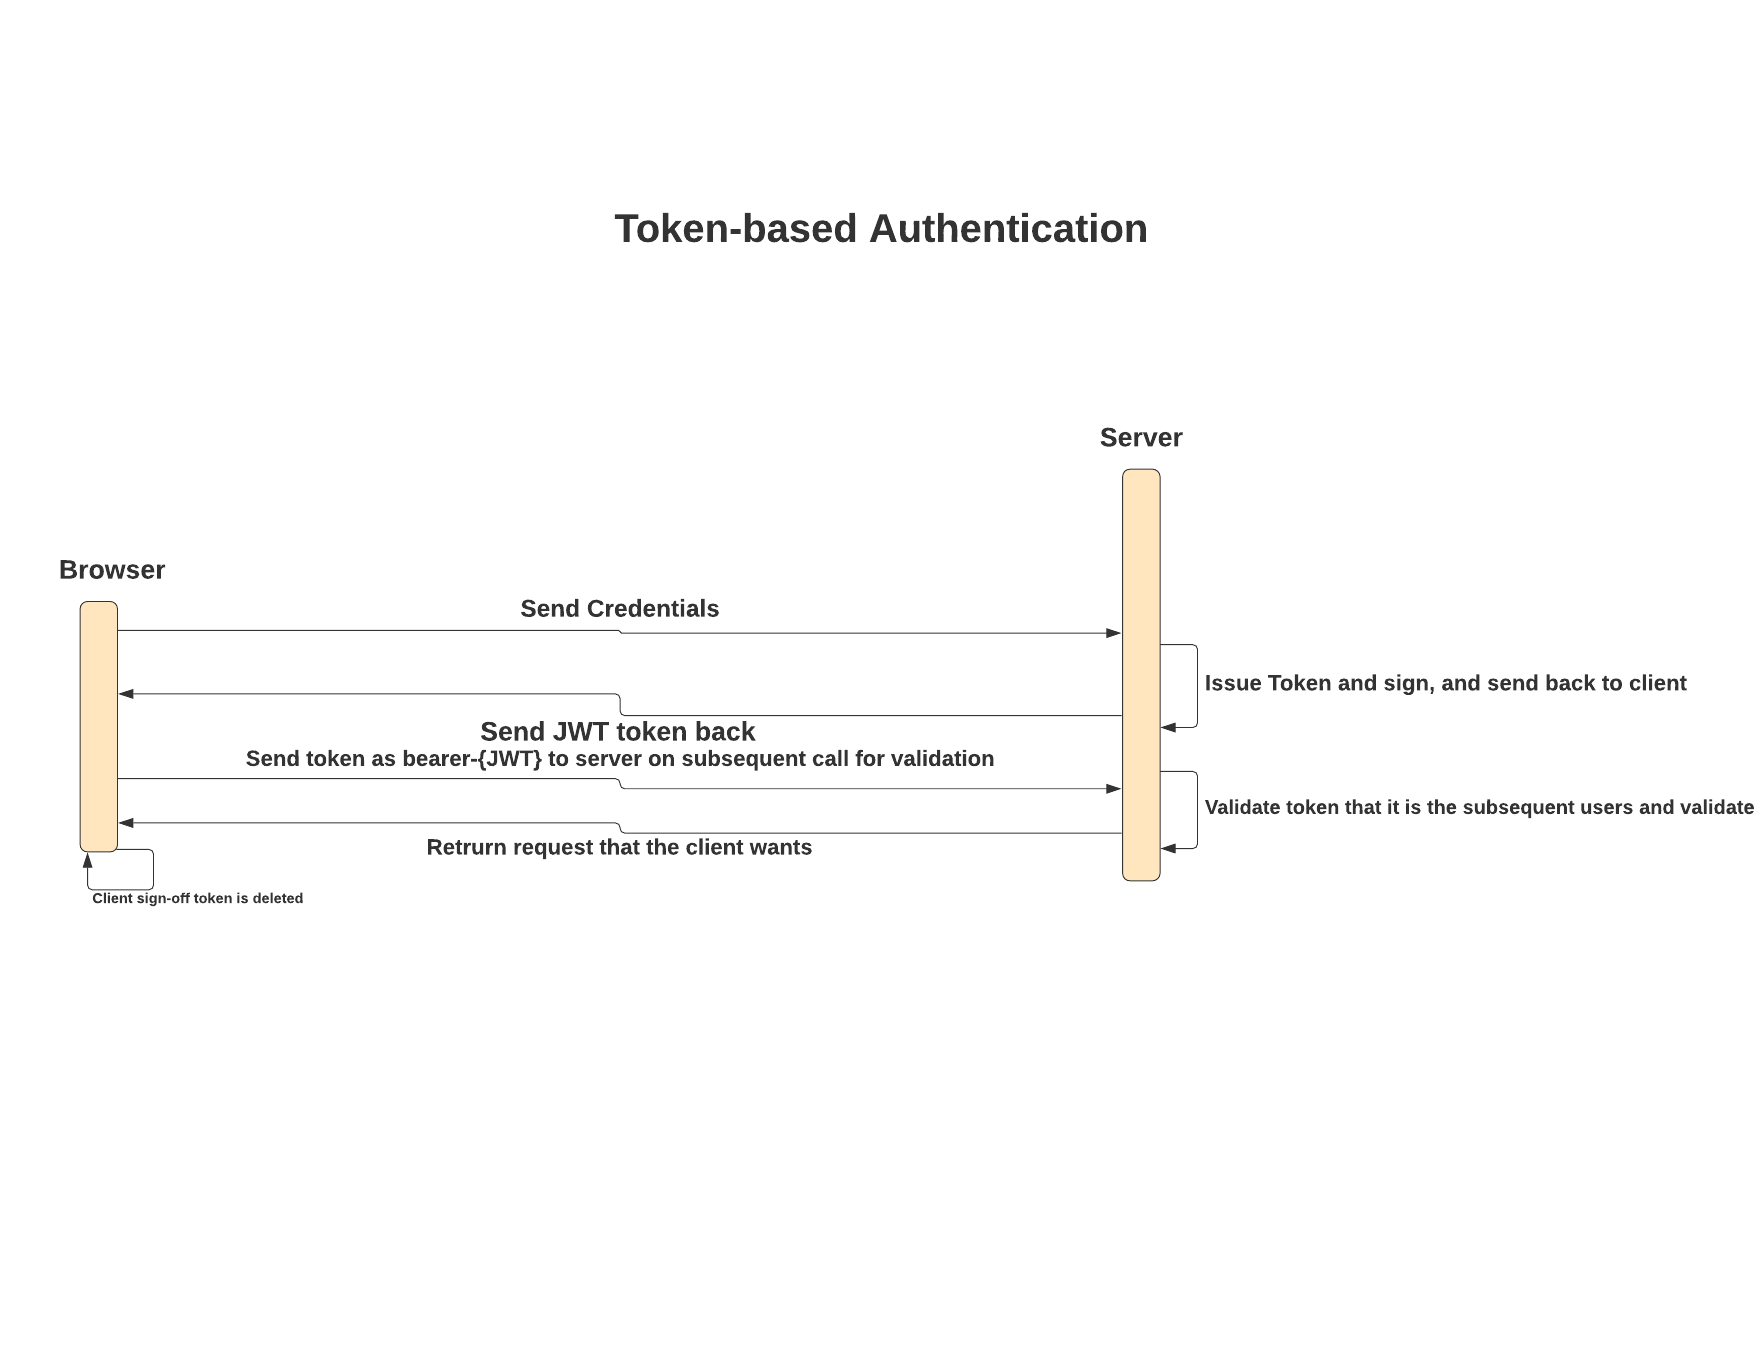 Token-based Authentication
Server
Browser
Send Credentials
Issue Token and sign, and send back to client
Send JWT token back
Send token as bearer-{JWT} to server on subsequent call for validation
Validate token that it is the subsequent users and validate
Retrurn request that the client wants
Client sign-off token is deleted